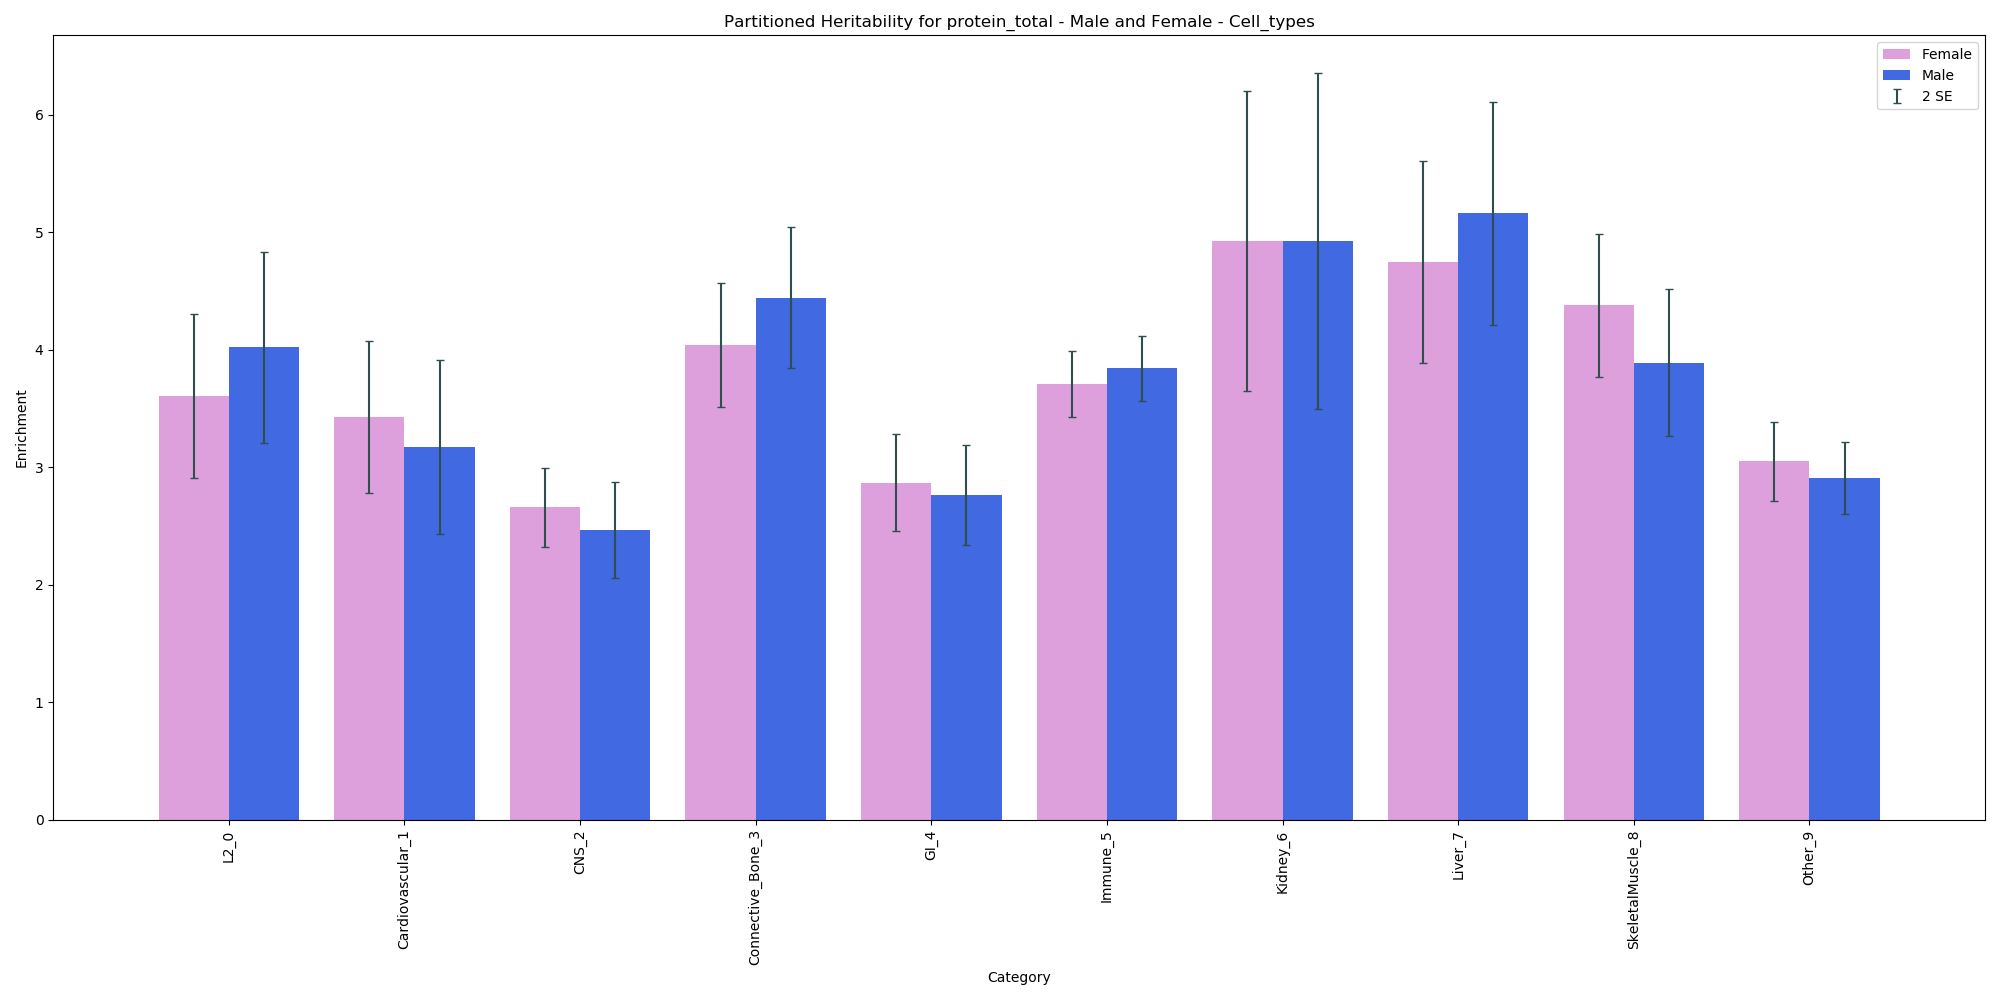 Partitioned Heritability for protein_total - Male and Female - Cell_types
Female
Male
2 SE
Enrichment
6
5
4
3
2
1
0
L2_0
Cardiovascular_1
CNS_2
Connective_Bone_3
GI_4
Immune_5
Kidney_6
Liver_7
SkeletalMuscle_8
Other_9
Category